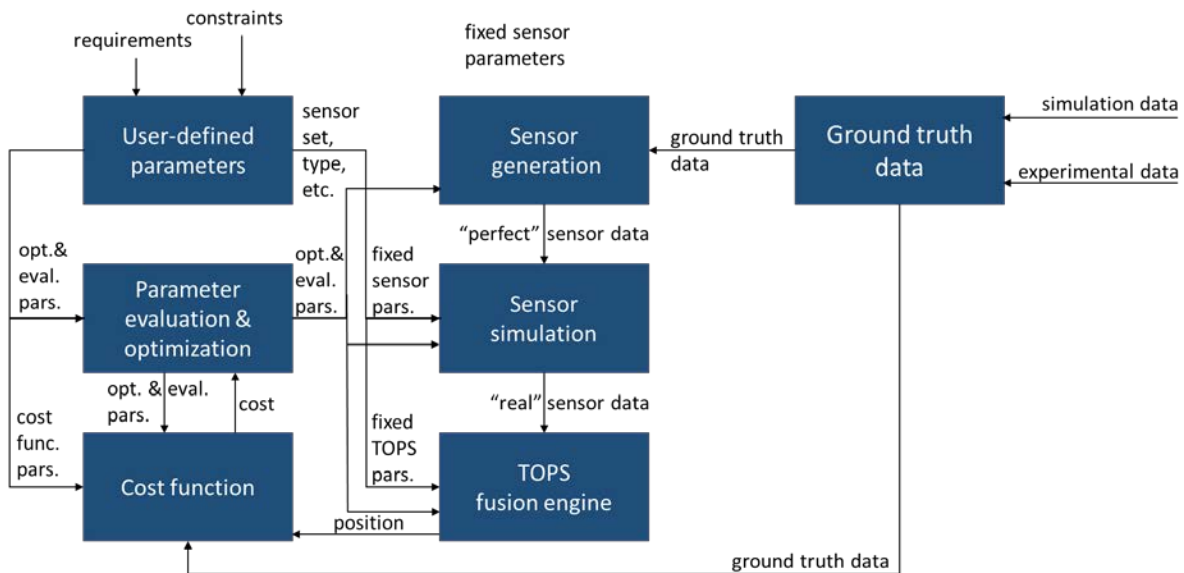 constraints
requirements
fixed sensor
parameters
User-defined
parameters
sensor
set,
type,
etc.
Sensor
generation
ground truth
data
Ground truth
data
simulation data
experimental data
"perfect" sensor data
opt.&
eval.
pars.
Parameter
evaluation &
optimization
opt.&
eval.
pars.
fixed
sensor
pars.
Sensor
simulation
opt. & eval.
pars.
cost
"real" sensor data
cost
func.
pars.
Cost function
fixed
TOPS
pars.
TOPS
fusion engine
position
ground truth data